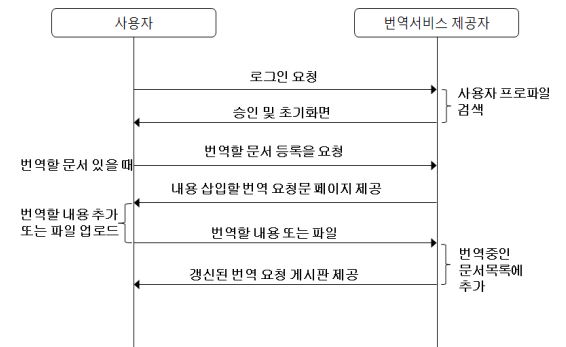 사용자
번역서비스 제공자
로그인 요청
사용자 프로파일
검색
승인 및 초기화면
번역할 문서 등록을 요청
번역할 문서 있을 때
내용 삽입할 번역 요청문 페이지 제공
번역할 내용 추가
또는 파일 업로드
번역할 내용 또는 파일
번역중인
문서목록에
추가
갱신된 번역 요청 게시판 제공